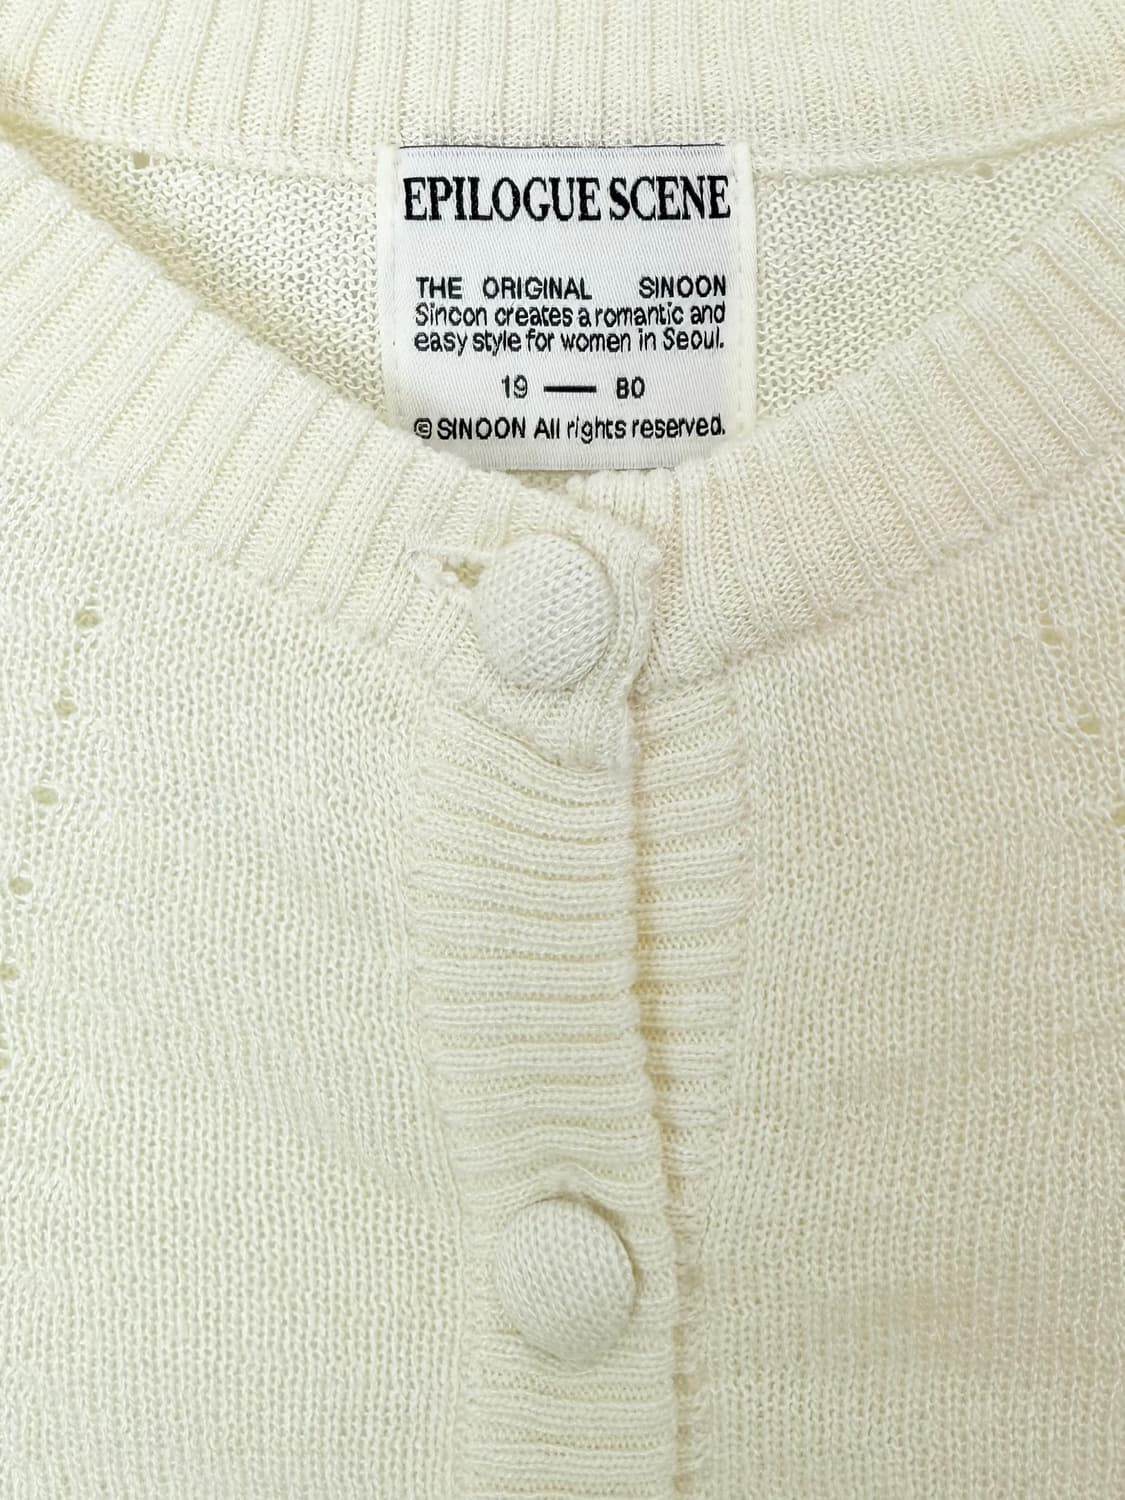 EPILOGUE SCENE
THE ORIGINAL SINOON
Sinoon creates a romantic and
easy style for women in Seoul.
19 — 80
© SINOON All rights reserved.